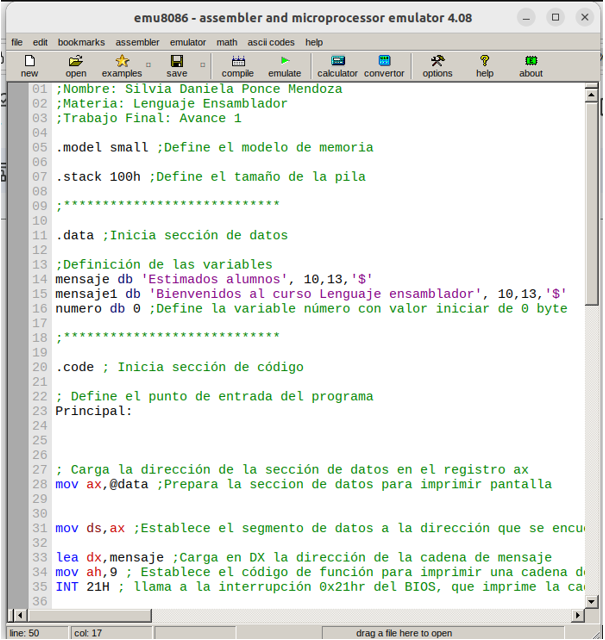 emu8086 - assembler and microprocessor emulator 4.08
file edit bookmarks assembler emulator math ascii codes help
new open examples save compile emulate calculator convertor options help about
01 ;Nombre: Silvia Daniela Ponce Mendoza
02 ;Materia: Lenguaje Ensamblador
03 ;Trabajo Final: Avance 1
04
05 .model small ;Define el modelo de memoria
06
07 .stack 100h ;Define el tamaño de la pila
08
09 ;****************************
10
11 .data ;Inicia sección de datos
12
13 ;Definición de las variables
14 mensaje db 'Estimados alumnos', 10,13,'$'
15 mensaje1 db 'Bienvenidos al curso Lenguaje ensamblador', 10,13,'$'
16 numero db 0 ;Define la variable número con valor iniciar de 0 byte
17
18 ;****************************
19
20 .code ; Inicia sección de código
21
22 ; Define el punto de entrada del programa
23 Principal:
24
25
26
27 ; Carga la dirección de la sección de datos en el registro ax
28 mov ax,@data ;Prepara la seccion de datos para imprimir pantalla
29
30
31 mov ds,ax ;Establece el segmento de datos a la dirección que se encu
32
33 lea dx,mensaje ;Carga en DX la dirección de la cadena de mensaje
34 mov ah,9 ; Establece el código de función para imprimir una cadena d
35 INT 21H ; llama a la interrupción 0x21hr del BIOS, que imprime la ca
36
line: 50 col: 17 drag a file here to open